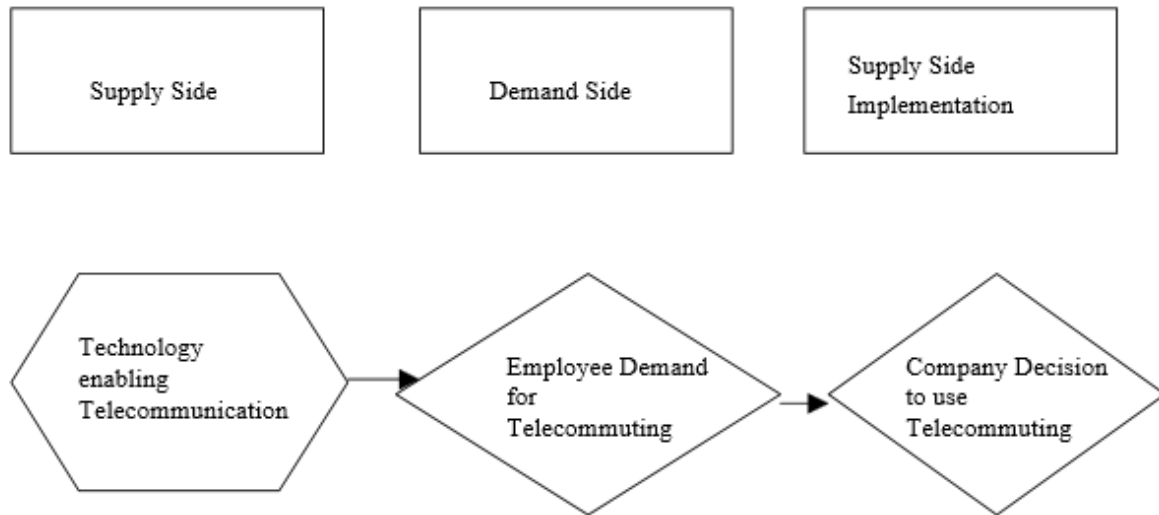 Supply Side
Demand Side
Supply Side
Implementation
Technology
enabling
Telecommunication
Employee Demand
for
Telecommuting
Company Decision
to use
Telecommuting